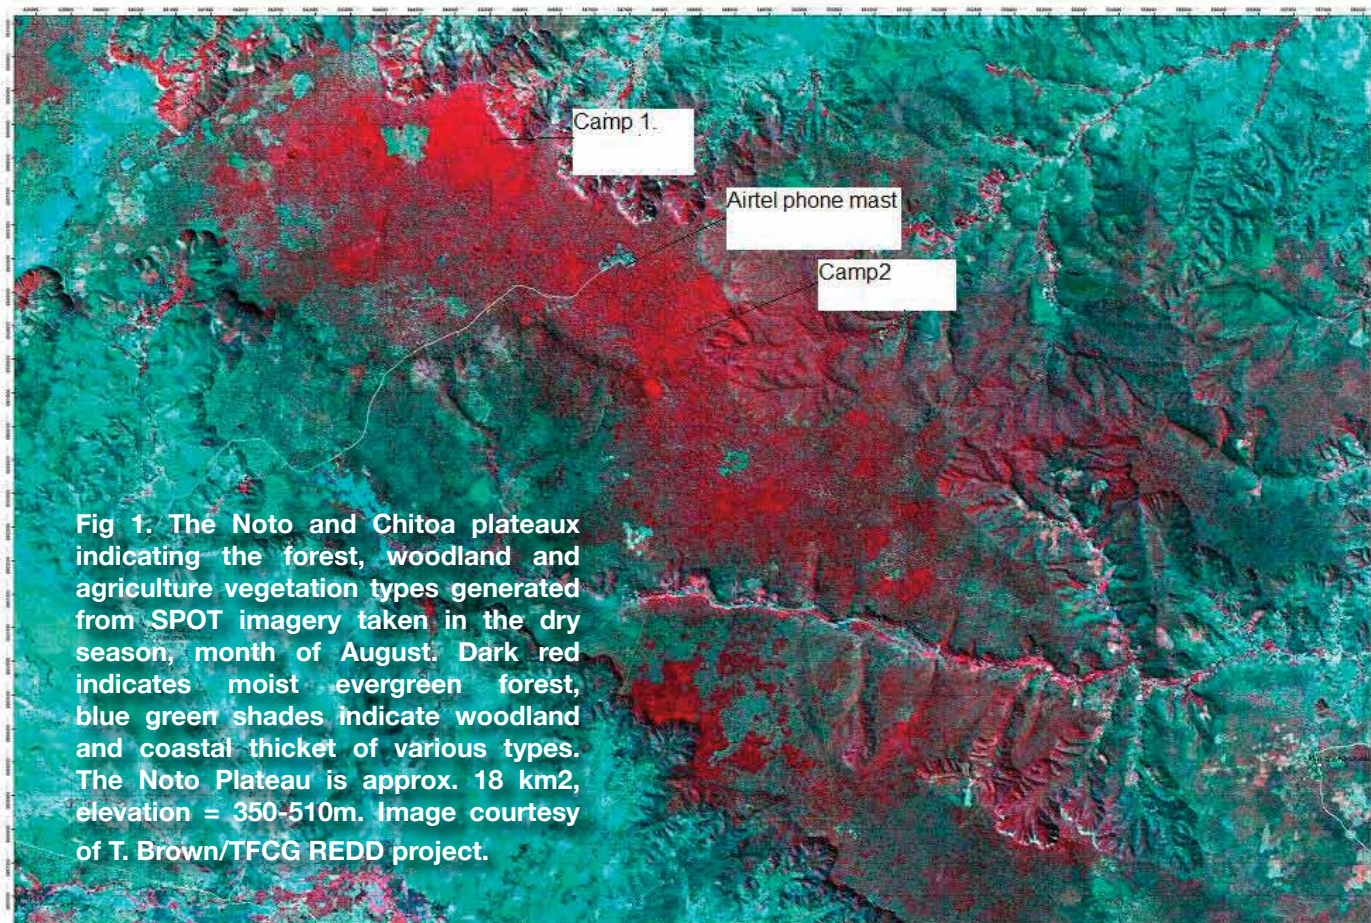 Camp 1.
Airtel phone mast
Camp2
Fig 1. The Noto and Chitoa plateaux
indicating the forest, woodland and
agriculture vegetation types generated
from SPOT imagery taken in the dry
season, month of August. Dark red
indicates moist evergreen forest,
blue green shades indicate woodland
and coastal thicket of various types.
The Noto Plateau is approx. 18 km2,
elevation = 350-510m. Image courtesy
of T. Brown/TFCG REDD project.